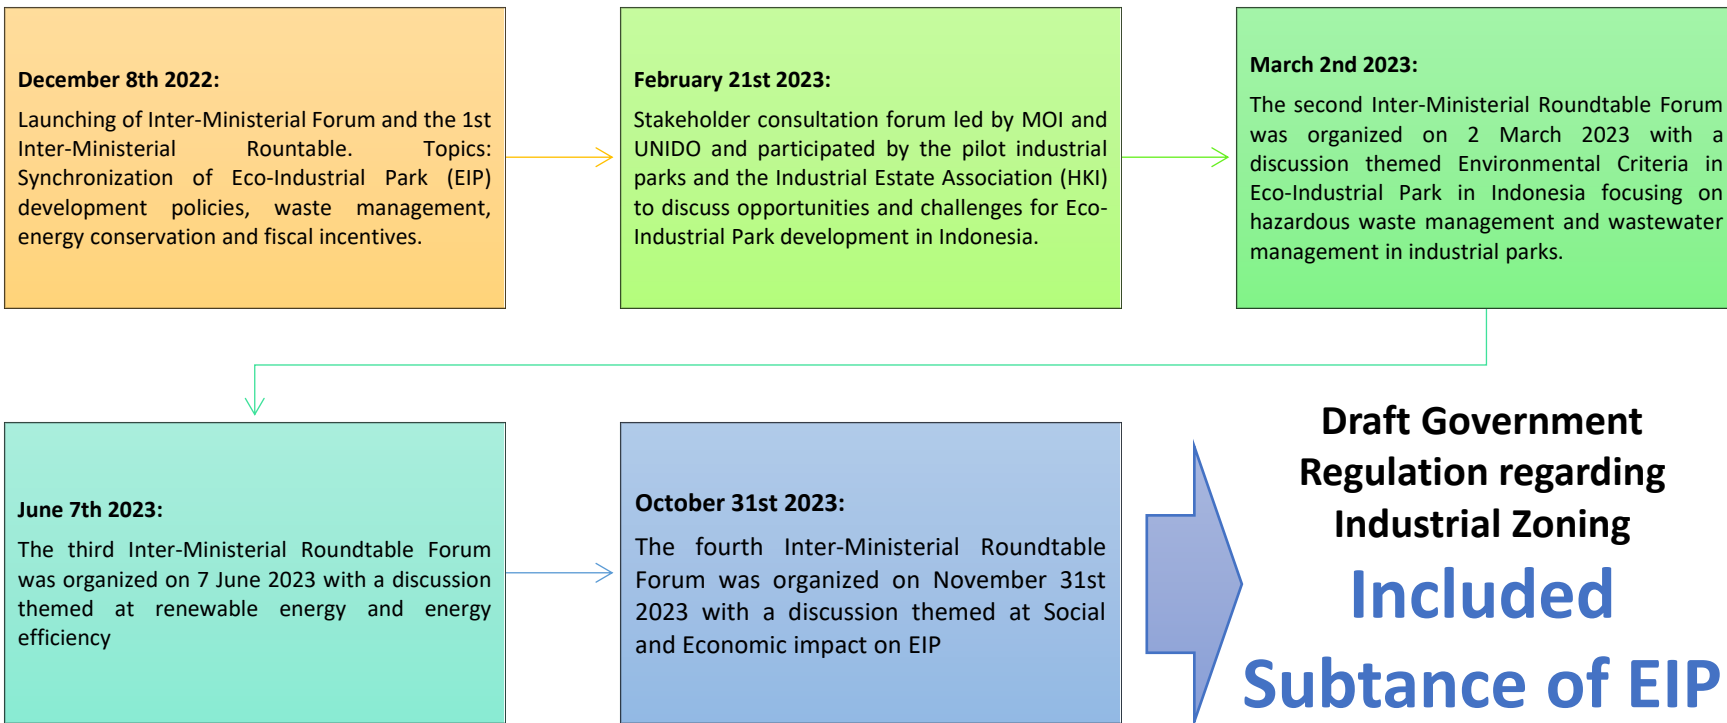 December 8th 2022:
Launching of Inter-Ministerial Forum and the 1st
Inter-Ministerial Rountable. Topics:
Synchronization of Eco-Industrial Park (EIP)
development policies, waste management,
energy conservation and fiscal incentives.
February 21st 2023:
Stakeholder consultation forum led by MOI and
UNIDO and participated by the pilot industrial
parks and the Industrial Estate Association (HKI)
to discuss opportunities and challenges for Eco-
Industrial Park development in Indonesia.
March 2nd 2023:
The second Inter-Ministerial Roundtable Forum
was organized on 2 March 2023 with a
discussion themed Environmental Criteria in
Eco-Industrial Park in Indonesia focusing on
hazardous waste management and wastewater
management in industrial parks.
June 7th 2023:
The third Inter-Ministerial Roundtable Forum
was organized on 7 June 2023 with a discussion
themed at renewable energy and energy
efficiency
October 31st 2023:
The fourth Inter-Ministerial Roundtable
Forum was organized on November 31st
2023 with a discussion themed at Social
and Economic impact on EIP
Draft Government
Regulation regarding
Industrial Zoning
Included
Subtance of EIP